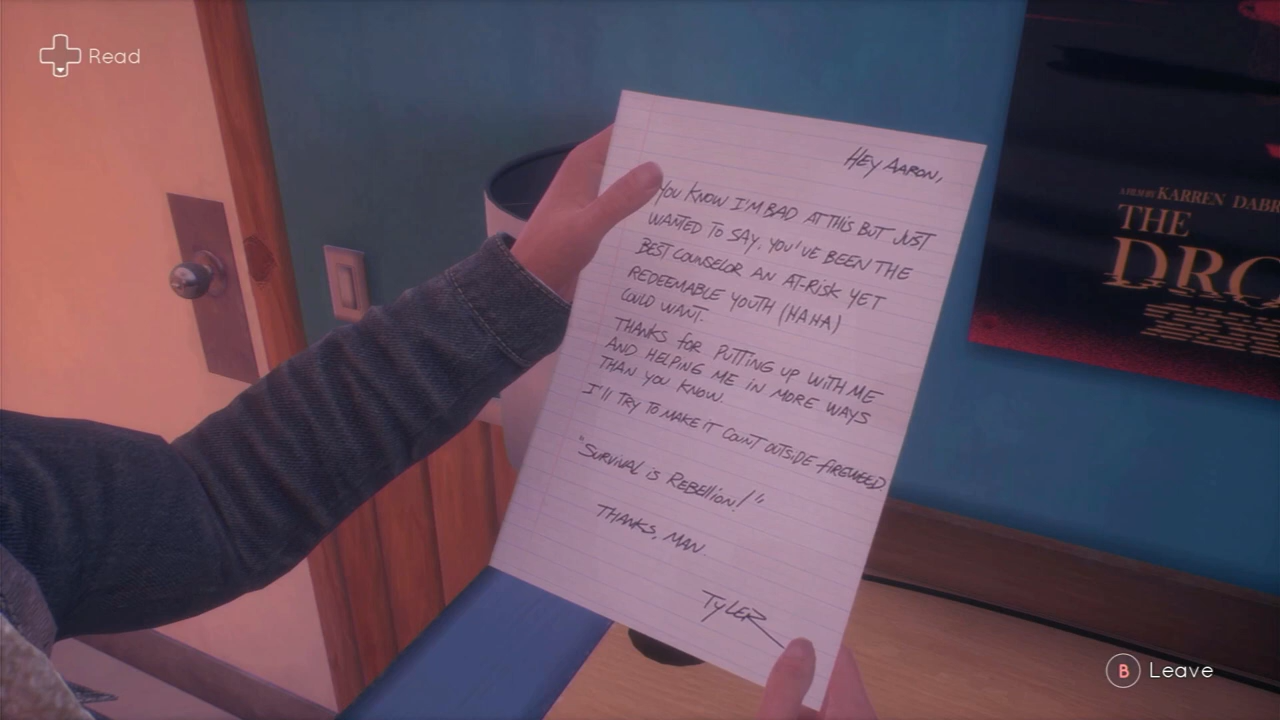 Read
HEY AARON,
YOU KNOW I'M BAD AT THIS BUT JUST
WANTED TO SAY, YOU'VE BEEN THE
BEST COUNSELOR AN AT-RISK YET
REDEEMABLE YOUTH (HAHA)
COULD WANT.
THANKS FOR PUTTING UP WITH ME
AND HELPING ME IN MORE WAYS
THAN YOU KNOW.
I'll TRY TO MAKE IT COUNT OUTSIDE FIREWEED.
"SURVIVAL iS REBELLION!"
THANKS, MAN.
TYLER
A FILM BY KARREN DABR
THE
DRO
B Leave